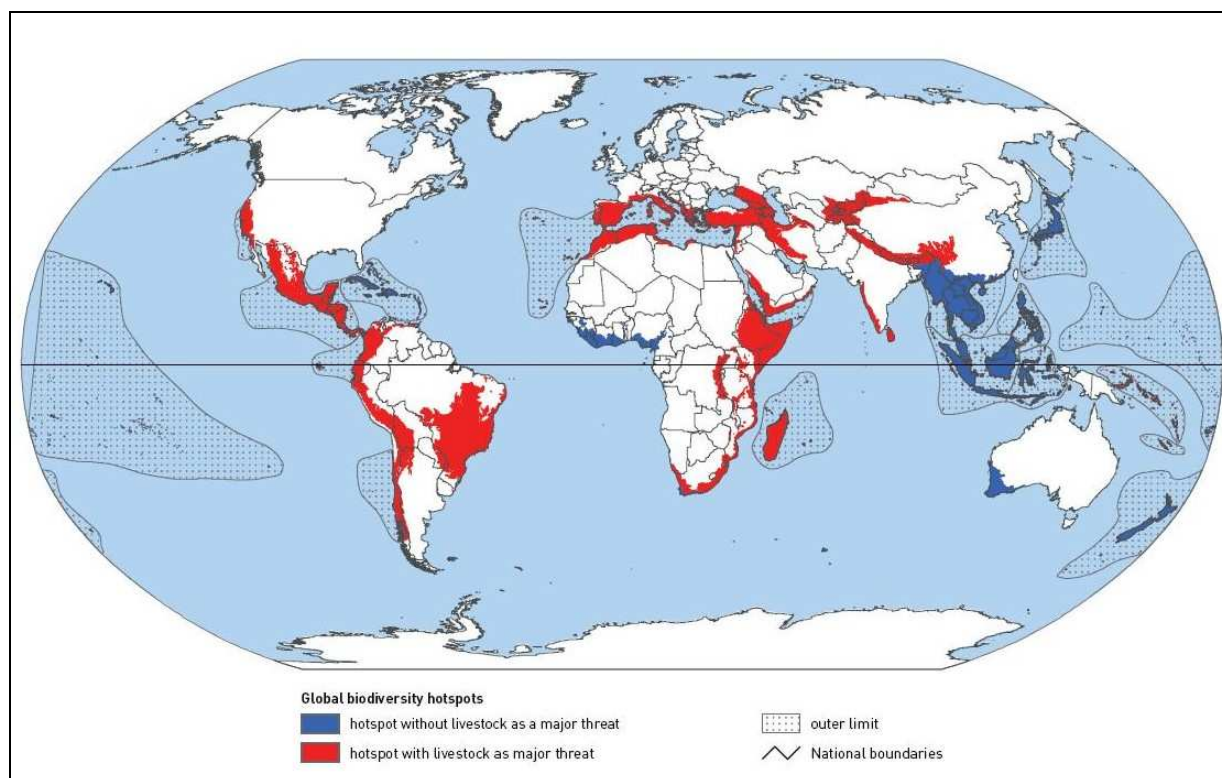 Global biodiversity hotspots
hotspot without livestock as a major threat
hotspot with livestock as major threat
outer limit
National boundaries